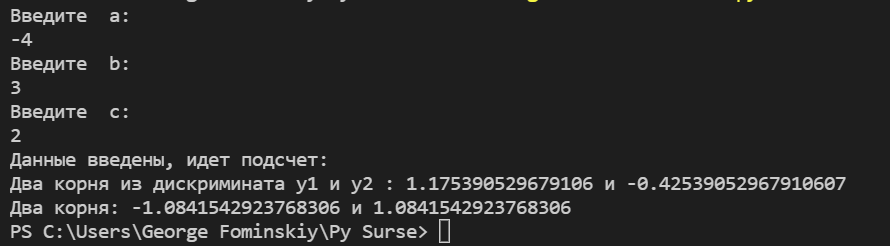 Введите  a:
-4
Введите  b:
3
Введите  c:
2
Данные введены, идет подсчет:
Два корня из дискримината y1 и y2 : 1.175390529679106 и -0.42539052967910607
Два корня: -1.0841542923768306 и 1.0841542923768306
PS C:\Users\George Fominskiy\Py Surse>